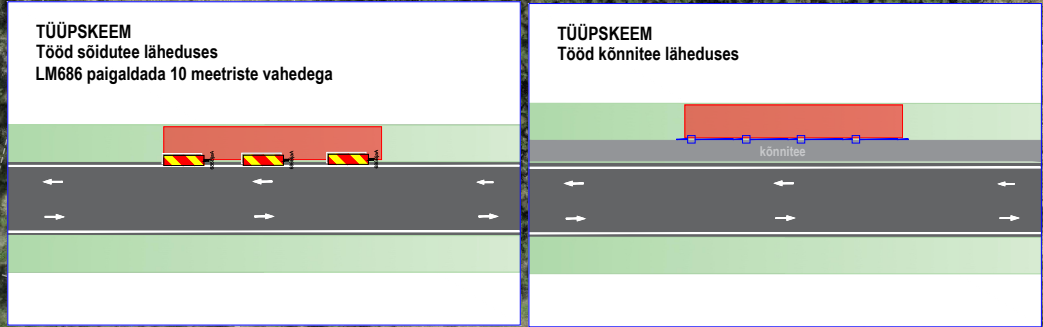 TÜÜPSKEEM
Tööd sõidutee läheduses
LM686 paigaldada 10 meetriste vahedega
TÜÜPSKEEM
Tööd kõnnitee läheduses
kõnnitee